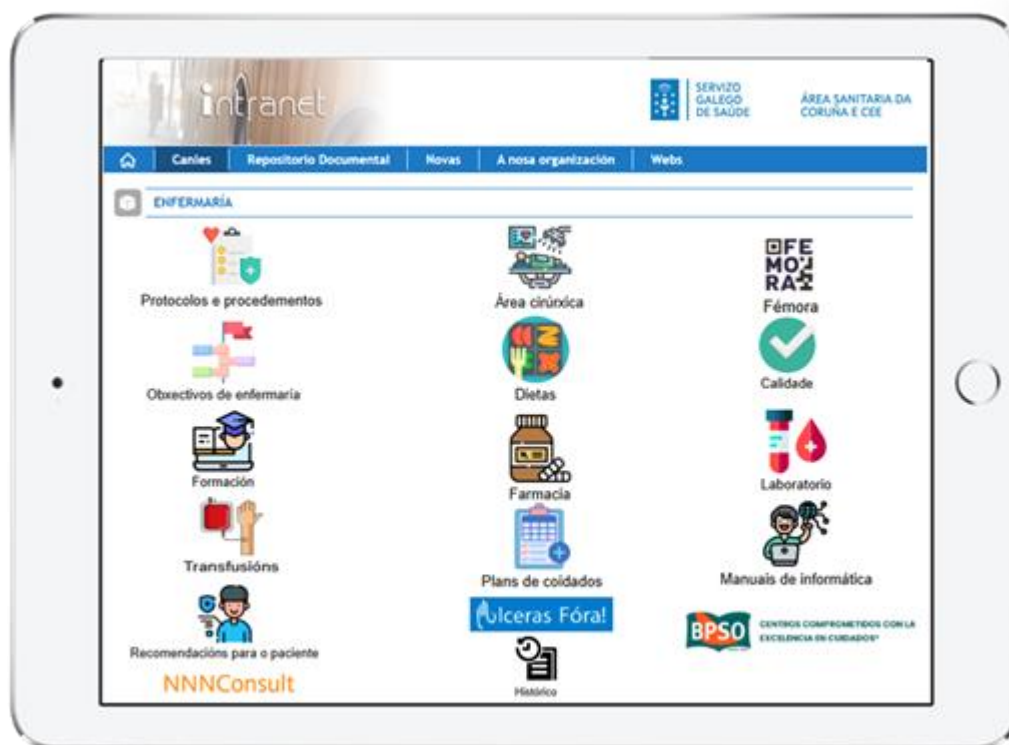 intranet
SERVIZO
GALEGO
DE SAÚDE
ÁREA SANITARIA DA
CORUÑA E CEE
Canles
Repositorio Documental
Novas
A nosa organización
Webs
ENFERMARÍA
Protocolos e procedementos
Área cirúrxica
FE
MO
RA
Fémora
Obxectivos de enfermaría
Dietas
Calidade
Formación
Farmacia
Laboratorio
Transfusións
Plans de coidados
Manuais de informática
Recomendacións para o paciente
Úlceras Fóra!
BPSO
CENTROS COMPROMETIDOS CON LA
EXCELENCIA EN CUIDADOS®
NNNConsult
Histórico